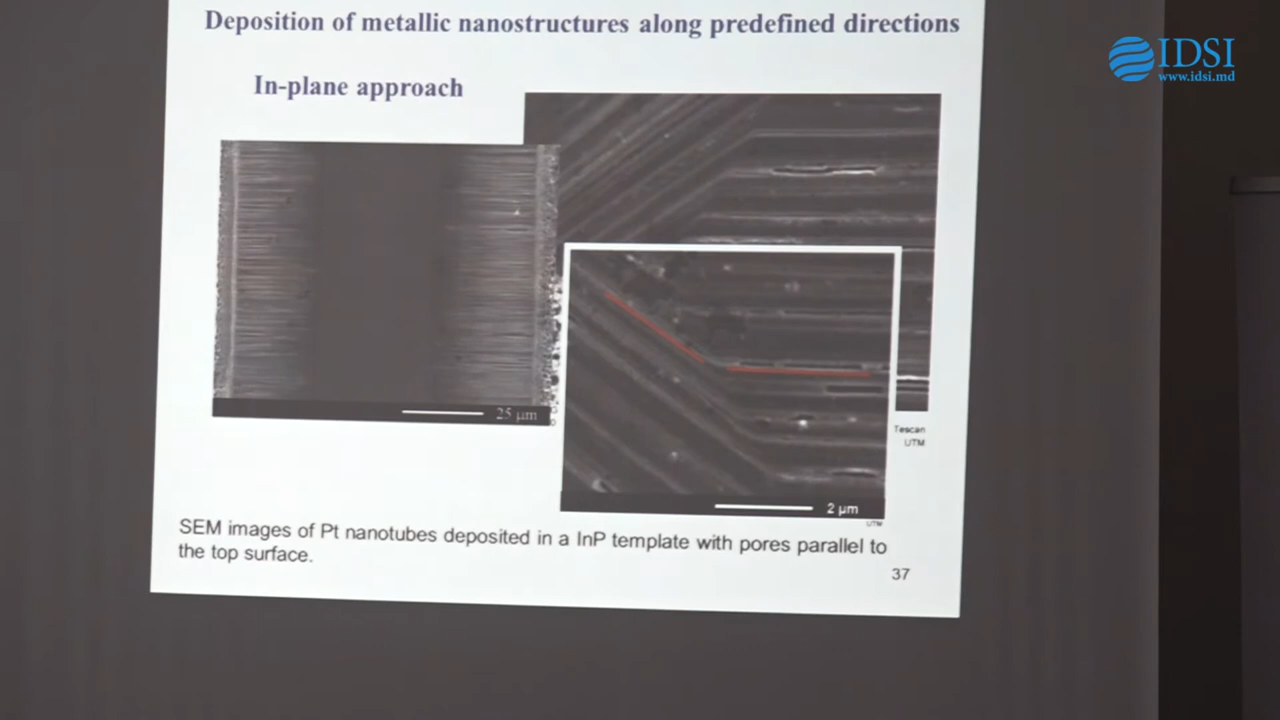 Deposition of metallic nanostructures along predefined directions
IDSI
www.idsi.md
In-plane approach
25 µm
Tescan
UTM
2 µm
UTM
SEM images of Pt nanotubes deposited in a InP template with pores parallel to
the top surface.
37